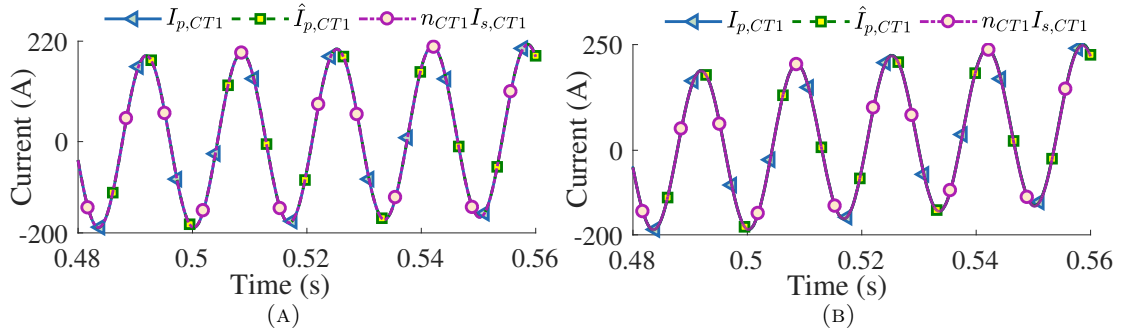 I_{p,CT1} Î_{p,CT1} n_{CT1}I_{s,CT1}
220
0
-200
Current (A)
0.48 0.5 0.52 0.54 0.56
Time (s)
(A)
I_{p,CT1} Î_{p,CT1} n_{CT1}I_{s,CT1}
250
0
-200
Current (A)
0.48 0.5 0.52 0.54 0.56
Time (s)
(B)